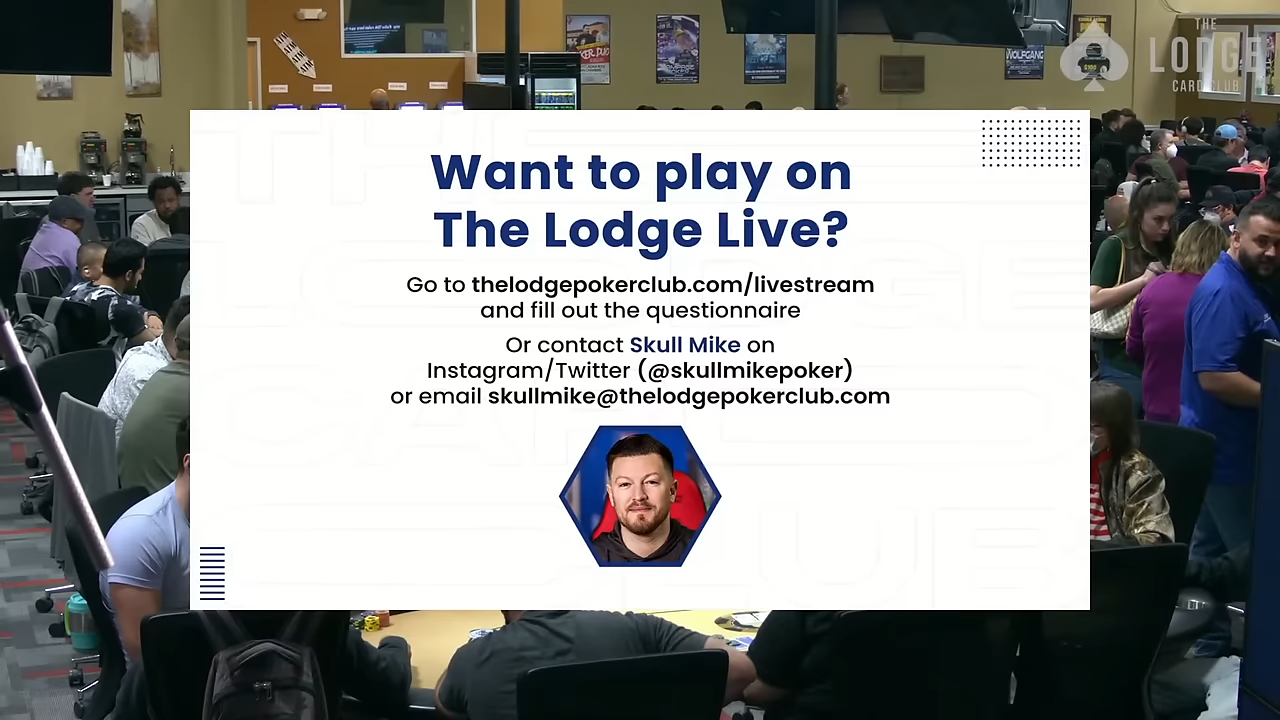 THE
LODGE
CARD CLUB
WOLFGANG
Want to play on
The Lodge Live?
Go to thelodgepokerclub.com/livestream
and fill out the questionnaire
Or contact Skull Mike on
Instagram/Twitter (@skullmikepoker)
or email skullmike@thelodgepokerclub.com